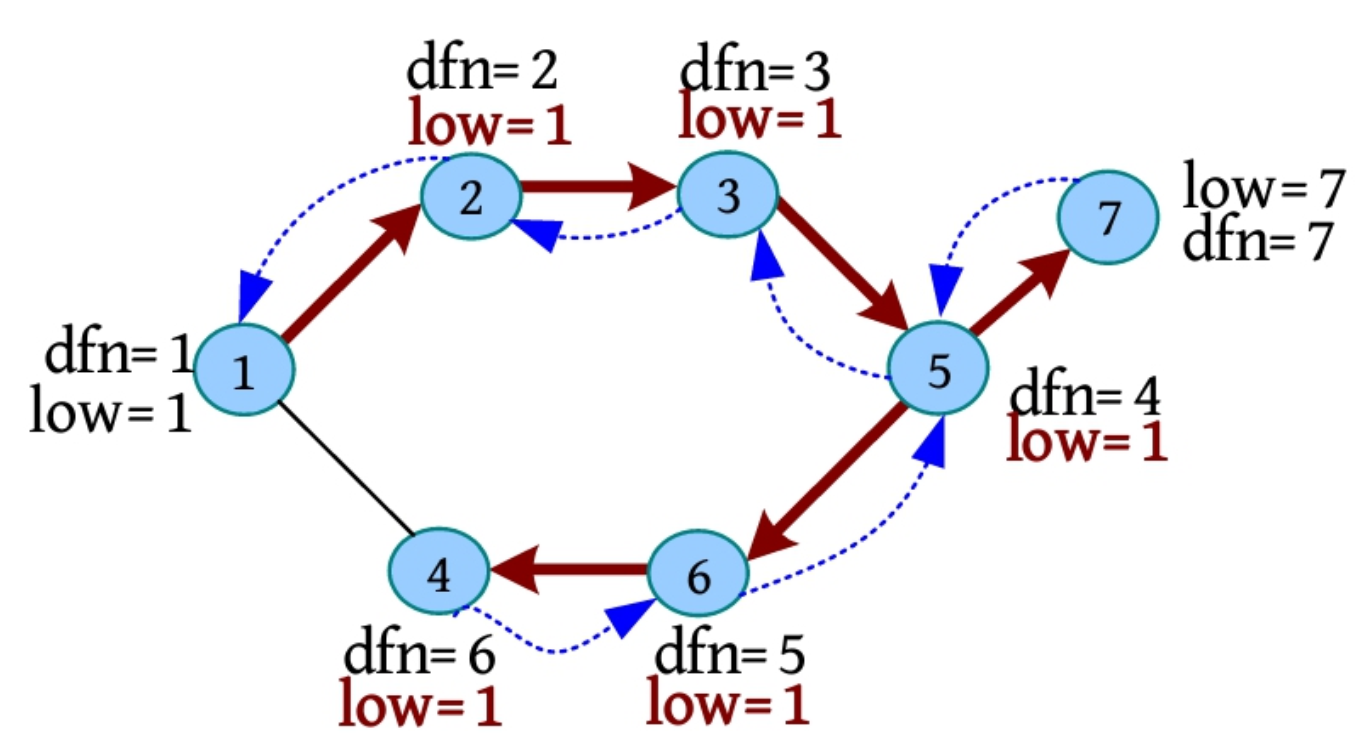 dfn=2
low=1
dfn=3
low=1
2
3
7
low=7
dfn=7
dfn=1
low=1
1
5
dfn=4
low=1
4
6
dfn=6
low=1
dfn=5
low=1